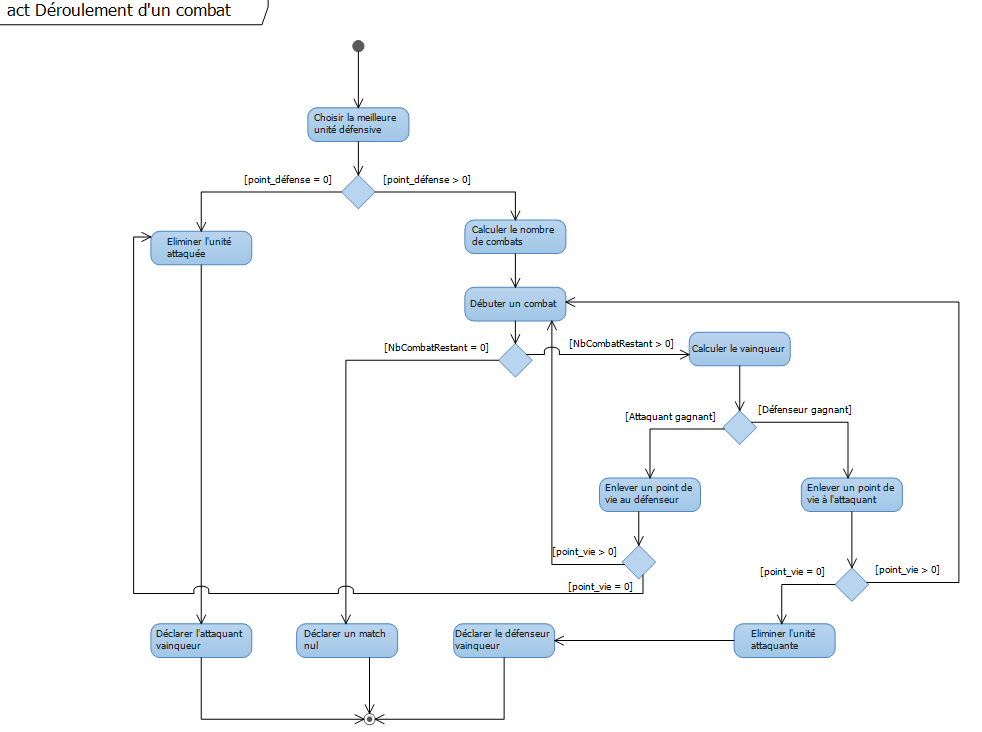 act Déroulement d'un combat
Choisir la meilleure
unité défensive
[point_défense = 0]
[point_défense > 0]
Eliminer l'unité
attaquée
Calculer le nombre
de combats
Débuter un combat
[NbCombatRestant = 0]
[NbCombatRestant > 0]
Calculer le vainqueur
[Attaquant gagnant]
[Défenseur gagnant]
Enlever un point de
vie au défenseur
Enlever un point de
vie à l'attaquant
[point_vie > 0]
[point_vie = 0]
[point_vie = 0]
[point_vie > 0]
Déclarer l'attaquant
vainqueur
Déclarer un match
nul
Déclarer le défenseur
vainqueur
Eliminer l'unité
attaquante